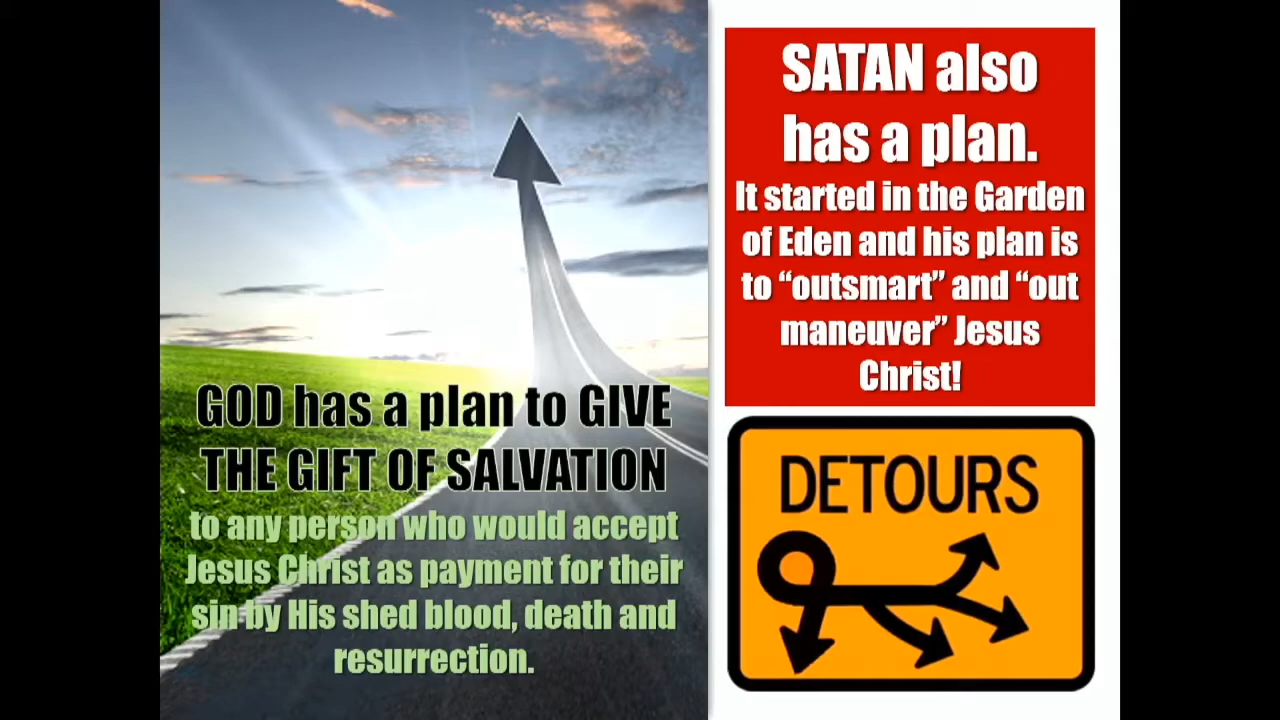 GOD has a plan to GIVE
THE GIFT OF SALVATION
to any person who would accept
Jesus Christ as payment for their
sin by His shed blood, death and
resurrection.
SATAN also
has a plan.
It started in the Garden
of Eden and his plan is
to “outsmart” and “out
maneuver” Jesus
Christ!
DETOURS